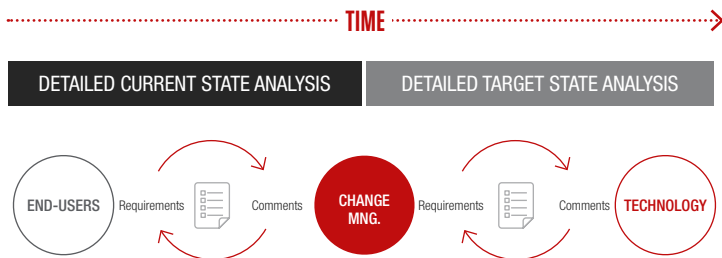 TIME
DETAILED CURRENT STATE ANALYSIS
DETAILED TARGET STATE ANALYSIS
END-USERS
Requirements
Comments
CHANGE
MNG.
Requirements
Comments
TECHNOLOGY